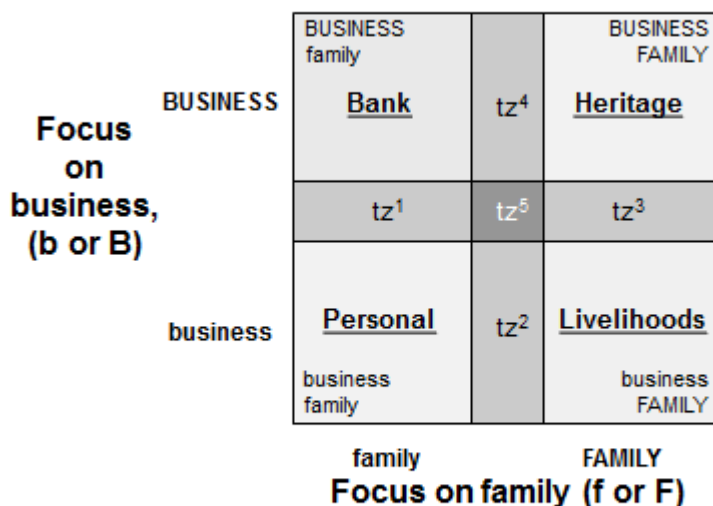 BUSINESS
family
BUSINESS
FAMILY
BUSINESS
Bank
tz⁴
Heritage
Focus
on
business,
(b or B)
tz¹
tz⁵
tz³
business
Personal
tz²
Livelihoods
business
family
business
FAMILY
family
FAMILY
Focus on family (f or F)